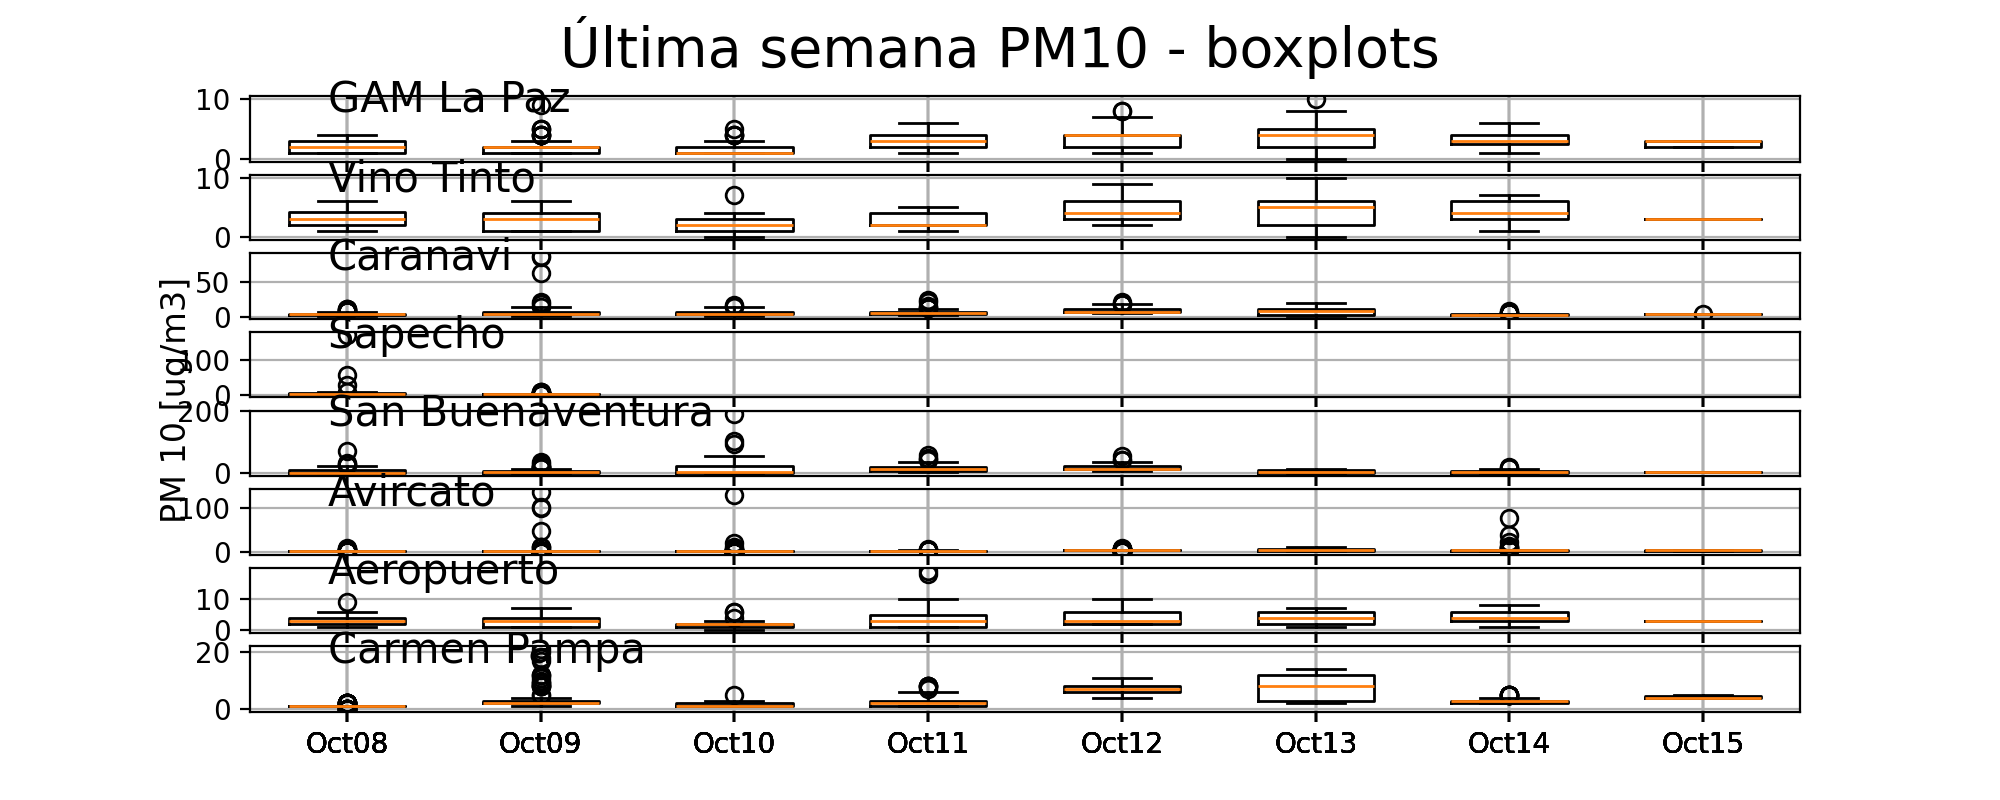 Última semana PM10 - boxplots
GAM La Paz
10
0
Vino Tinto
10
0
Caranavi
50
0
Sapecho
100
0
San Buenaventura
200
0
Avircato
100
0
Aeropuerto
10
0
Carmen Pampa
20
0
PM 10 [ug/m3]
Oct08 Oct09 Oct10 Oct11 Oct12 Oct13 Oct14 Oct15